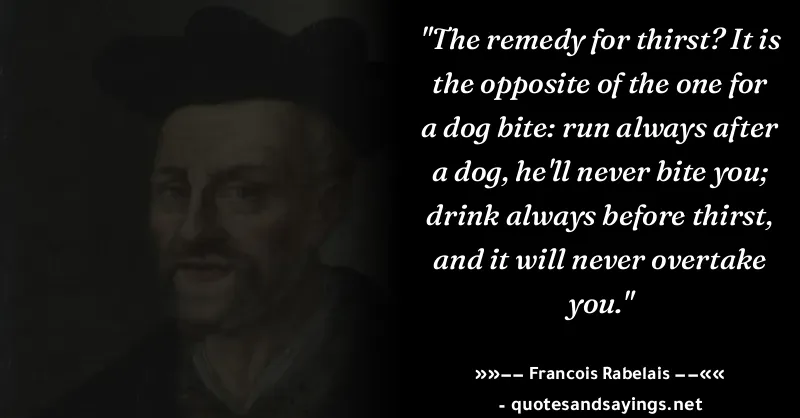 "The remedy for thirst? It is
the opposite of the one for
a dog bite: run always after
a dog, he'll never bite you;
drink always before thirst,
and it will never overtake
you."
»»−− Francois Rabelais −−««
- quotesandsayings.net